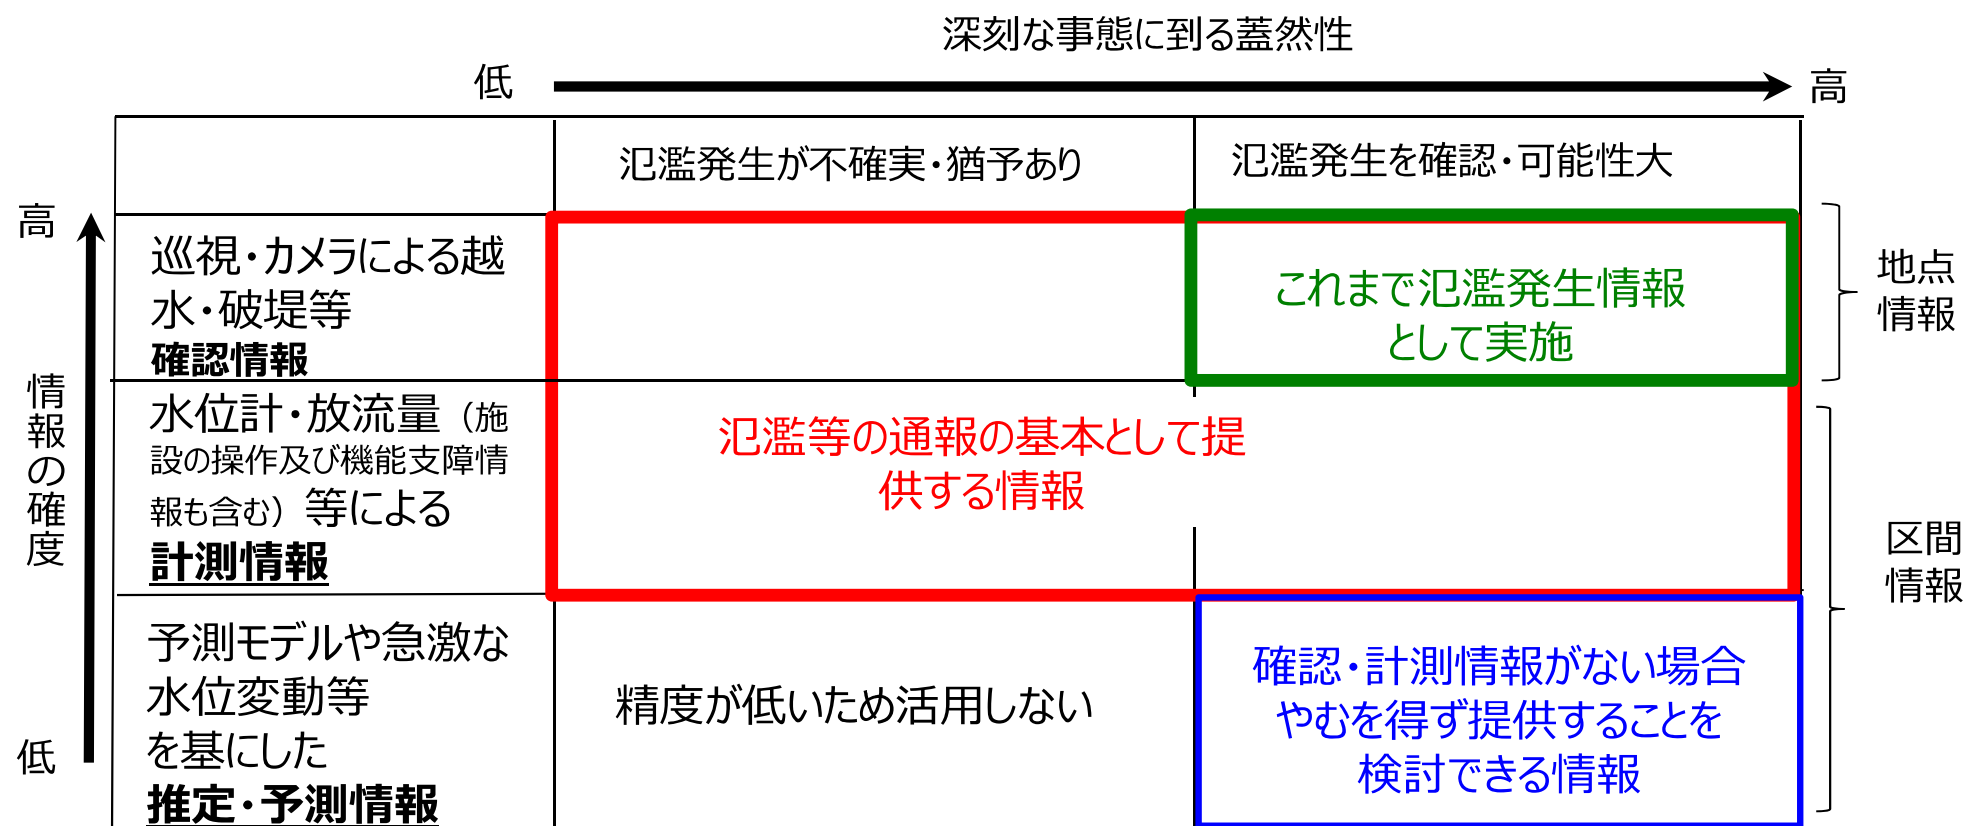 深刻な事態に到る蓋然性
低
高
氾濫発生が不確実・猶予あり
氾濫発生を確認・可能性大
高
情報の確度
低
巡視・カメラによる越
水・破堤等
確認情報
これまで氾濫発生情報
として実施
地点
情報
水位計・放流量（施
設の操作及び機能支障情
報も含む）等による
計測情報
氾濫等の通報の基本として提
供する情報
区間
情報
予測モデルや急激な
水位変動等
を基にした
推定・予測情報
精度が低いため活用しない
確認・計測情報がない場合
やむを得ず提供することを
検討できる情報